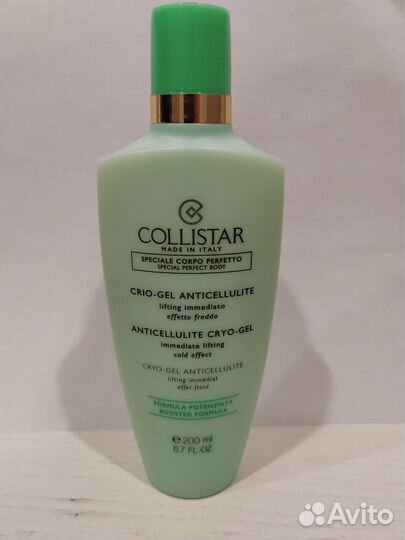 COLLISTAR
MADE IN ITALY
SPECIALE CORPO PERFETTO
SPECIAL PERFECT BODY
CRIO-GEL ANTICELLULITE
lifting immediato
effetto freddo
ANTICELLULITE CRYO-GEL
immediate lifting
cold effect
CRYO-GEL ANTICELLULITE
lifting immédiat
effet froid
FORMULA POTENZIATA
BOOSTED FORMULA
e 200 ml
6.7 FL.OZ.
Avito